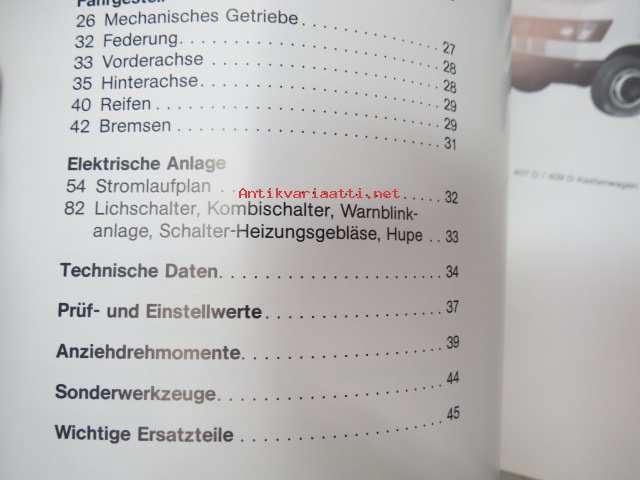 Fahrgestell
26 Mechanisches Getriebe . . . . . . . . . . . . . . 27
32 Federung. . . . . . . . . . . . . . . . . . . . . . . . . . . 28
33 Vorderachse . . . . . . . . . . . . . . . . . . . . . . . 28
35 Hinterachse. . . . . . . . . . . . . . . . . . . . . . . . 29
40 Reifen . . . . . . . . . . . . . . . . . . . . . . . . . . . . . 29
42 Bremsen . . . . . . . . . . . . . . . . . . . . . . . . . . 31
Elektrische Anlage
54 Stromlaufplan . . . . . . . . . . . . . . . . . . . . . . 32
82 Lichschalter, Kombischalter, Warnblink-
anlage, Schalter-Heizungsgebläse, Hupe . . 33
Technische Daten. . . . . . . . . . . . . . . . . . . . . . 34
Prüf- und Einstellwerte. . . . . . . . . . . . . . . . . . 37
Anziehdrehmomente. . . . . . . . . . . . . . . . . . . . 39
Sonderwerkzeuge. . . . . . . . . . . . . . . . . . . . . . 44
Wichtige Ersatzteile . . . . . . . . . . . . . . . . . . . . 45
Antikvariaatti.net
407 D / 409 D Kastenwagen